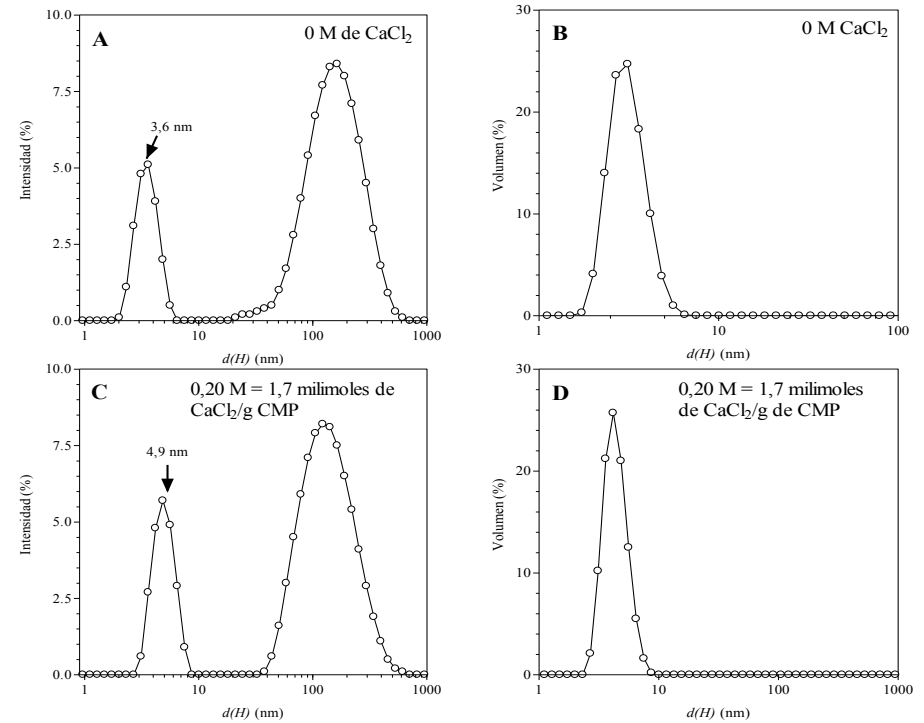 A
0 M de CaCl₂
3,6 nm
Intensidad (%)
10.0
7.5
5.0
2.5
0.0
1
10
100
1000
d(H) (nm)
B
0 M CaCl₂
Volumen (%)
30
20
10
0
1
10
100
d(H) (nm)
C
0,20 M = 1,7 milimoles de
CaCl₂/g CMP
4,9 nm
Intensidad (%)
10.0
7.5
5.0
2.5
0.0
1
10
100
1000
d(H) (nm)
D
0,20 M = 1,7 milimoles
de CaCl₂/g de CMP
Volumen (%)
30
20
10
0
1
10
100
d(H) (nm)